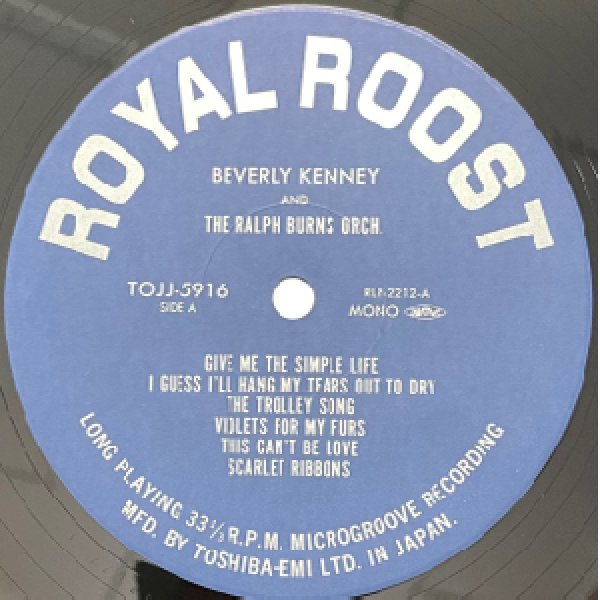 ROYAL ROOST
BEVERLY KENNEY
AND
THE RALPH BURNS ORCH.
TOJJ-5916
SIDE A
RLP-2212-A
MONO
GIVE ME THE SIMPLE LIFE
I GUESS I'LL HANG MY TEARS OUT TO DRY
THE TROLLEY SONG
VIOLETS FOR MY FURS
THIS CAN'T BE LOVE
SCARLET RIBBONS
LONG PLAYING 33 1/3 R.P.M. MICROGROOVE RECORDING
MFD. BY TOSHIBA-EMI LTD. IN JAPAN.